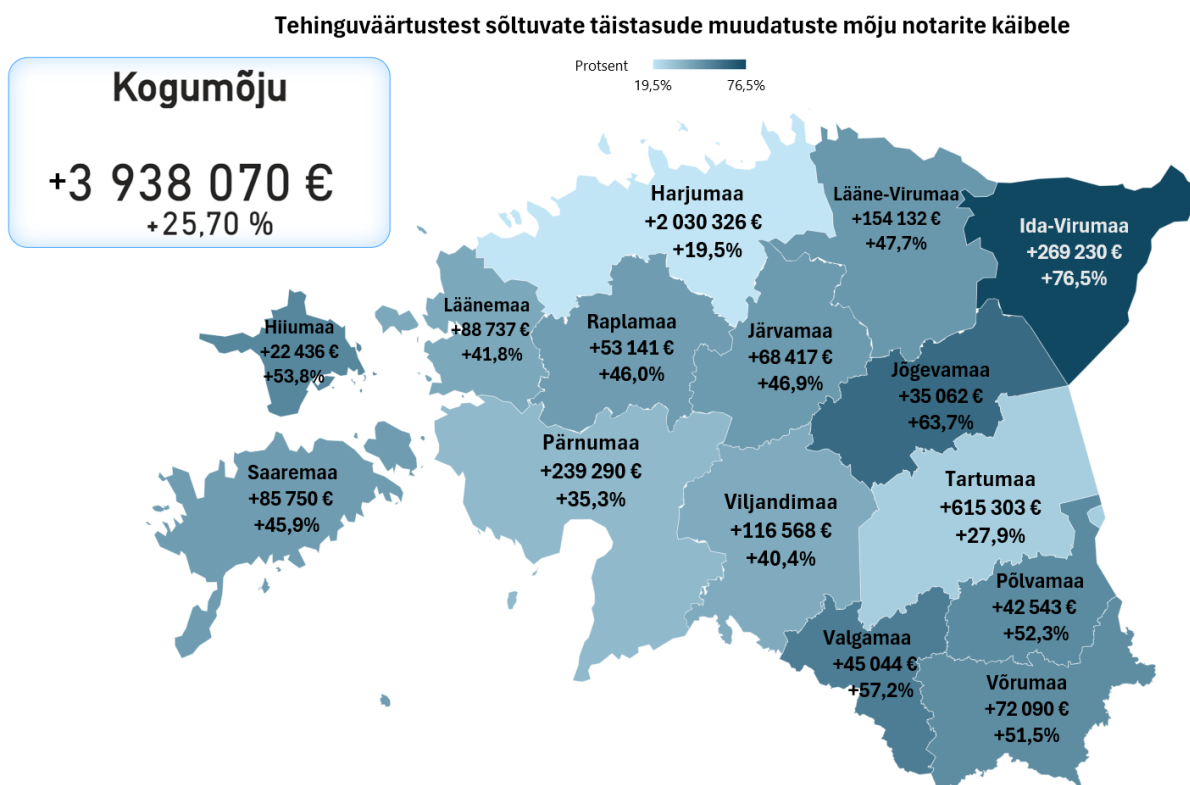 Tehinguväärtustest sõltuvate täistasude muudatuste mõju notarite käibele
Kogumõju
+3 938 070 €
+25,70 %
Protsent
19,5% 76,5%
Harjumaa
+2 030 326 €
+19,5%
Lääne-Virumaa
+154 132 €
+47,7%
Ida-Virumaa
+269 230 €
+76,5%
Läänemaa
+88 737 €
+41,8%
Hiiumaa
+22 436 €
+53,8%
Raplamaa
+53 141 €
+46,0%
Järvamaa
+68 417 €
+46,9%
Jõgevamaa
+35 062 €
+63,7%
Pärnumaa
+239 290 €
+35,3%
Saaremaa
+85 750 €
+45,9%
Viljandimaa
+116 568 €
+40,4%
Tartumaa
+615 303 €
+27,9%
Põlvamaa
+42 543 €
+52,3%
Valgamaa
+45 044 €
+57,2%
Võrumaa
+72 090 €
+51,5%